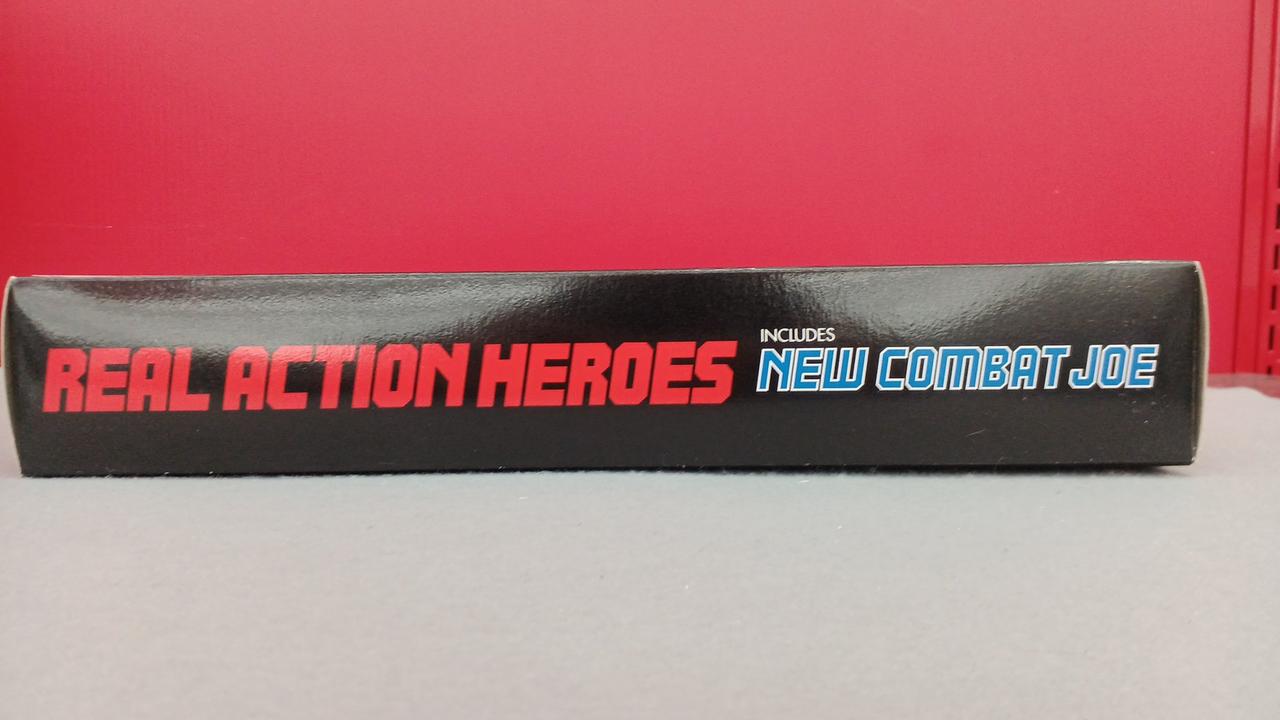 REAL ACTION HEROES
INCLUDES
NEW COMBAT JOE